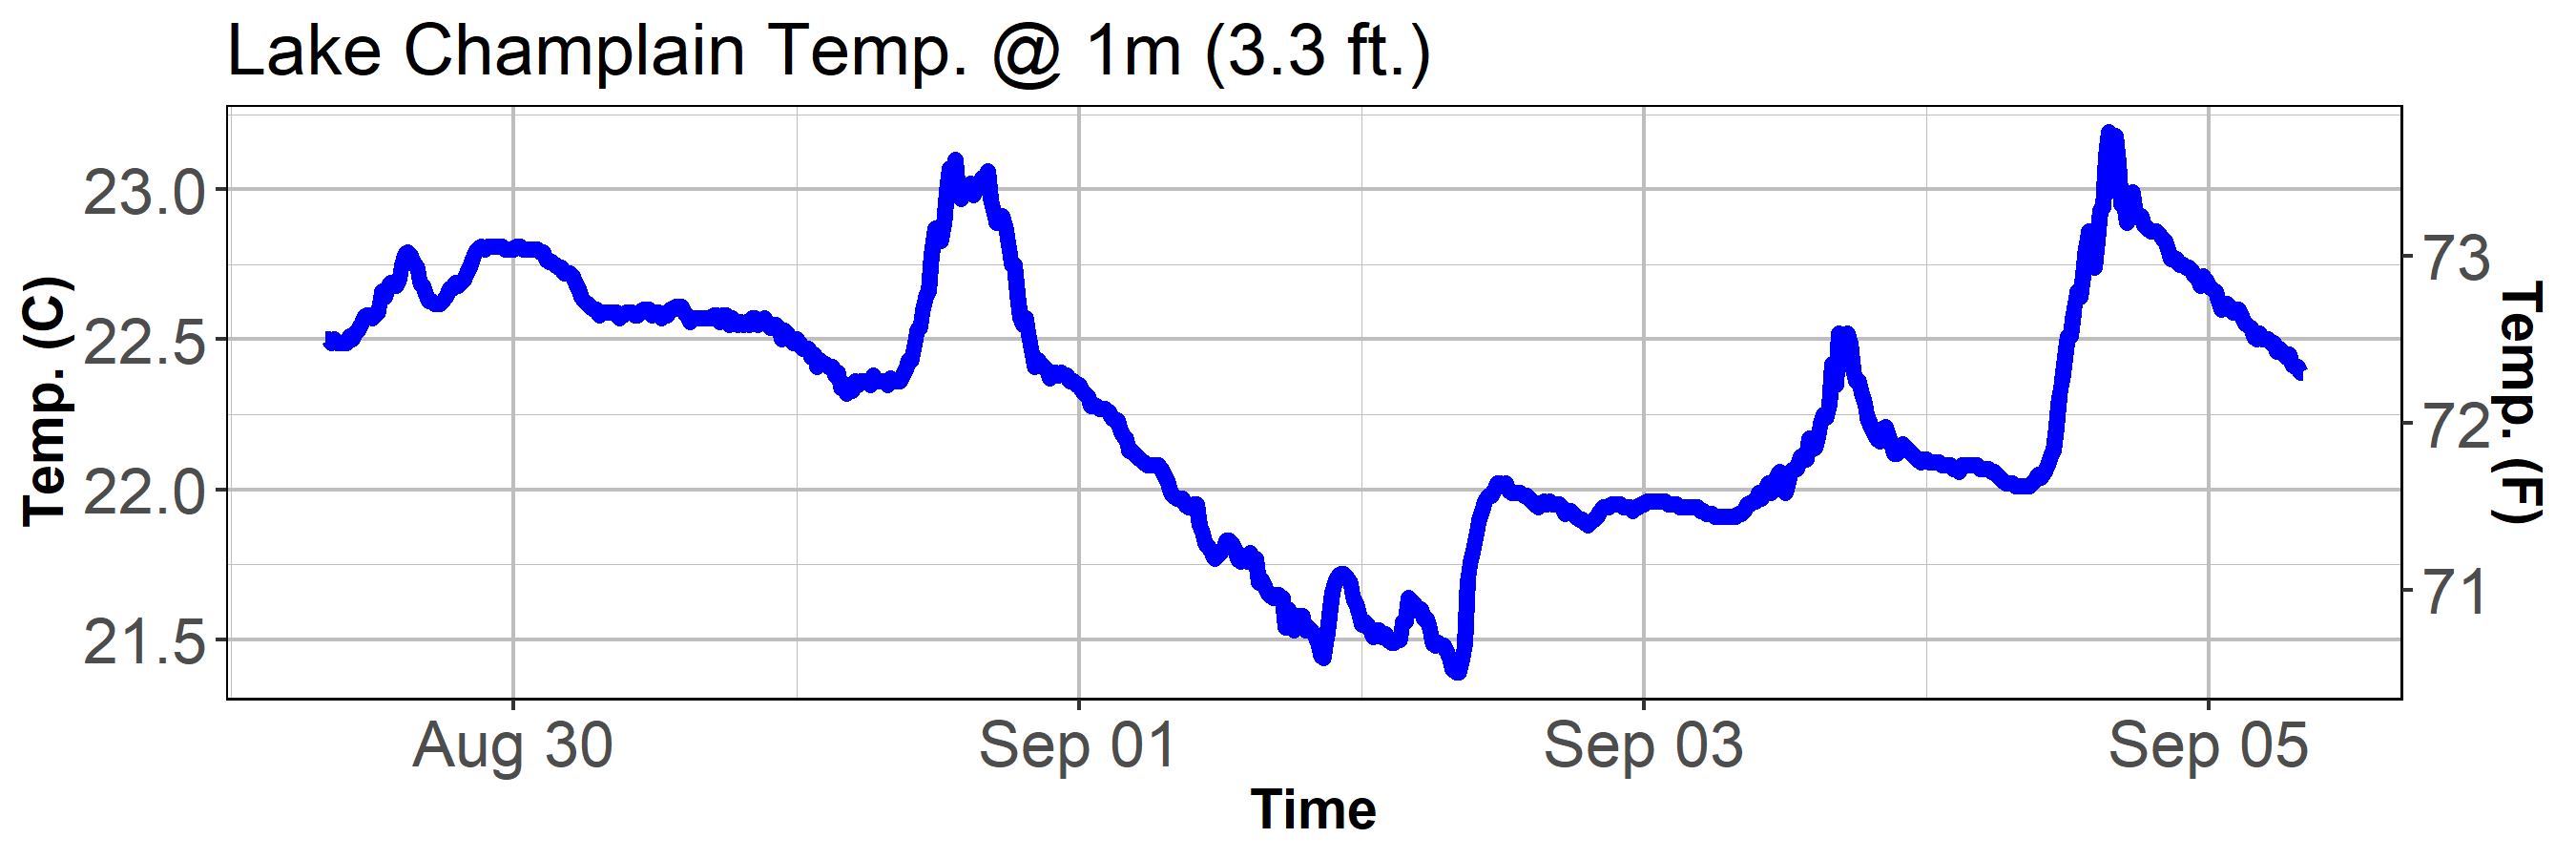 Lake Champlain Temp. @ 1m (3.3 ft.)
Temp. (C)
23.0
22.5
22.0
21.5
73
72
71
Temp. (F)
Aug 30 Sep 01 Sep 03 Sep 05
Time